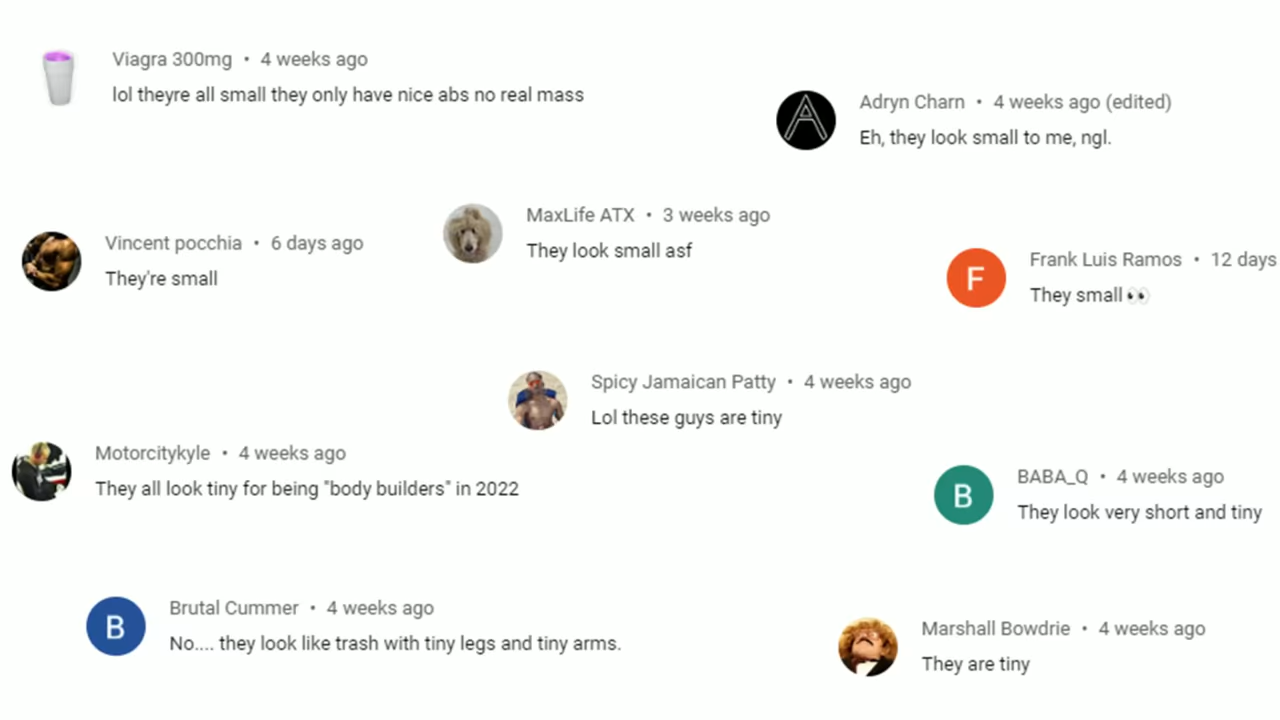 Viagra 300mg • 4 weeks ago
lol theyre all small they only have nice abs no real mass
Adryn Charn • 4 weeks ago (edited)
Eh, they look small to me, ngl.
MaxLife ATX • 3 weeks ago
They look small asf
Vincent pocchia • 6 days ago
They're small
Frank Luis Ramos • 12 days
They small 👀
Spicy Jamaican Patty • 4 weeks ago
Lol these guys are tiny
Motorcitykyle • 4 weeks ago
They all look tiny for being "body builders" in 2022
BABA_Q • 4 weeks ago
They look very short and tiny
Brutal Cummer • 4 weeks ago
No.... they look like trash with tiny legs and tiny arms.
Marshall Bowdrie • 4 weeks ago
They are tiny
F
B
B